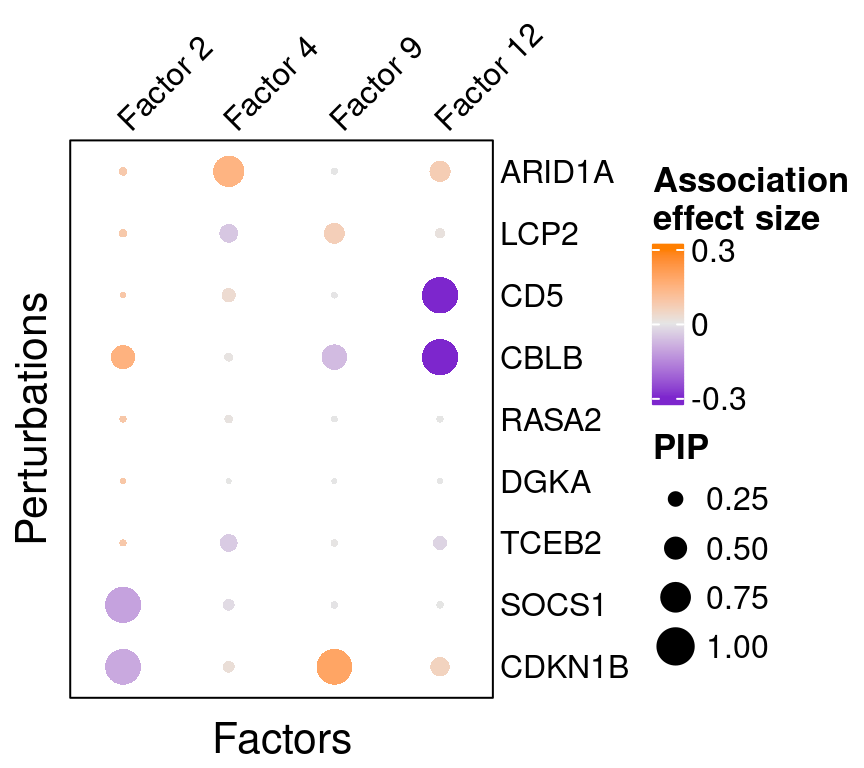 Factor 2
Factor 4
Factor 9
Factor 12
Perturbations
ARID1A
LCP2
CD5
CBLB
RASA2
DGKA
TCEB2
SOCS1
CDKN1B
Factors
Association
effect size
0.3
0
-0.3
PIP
0.25
0.50
0.75
1.00